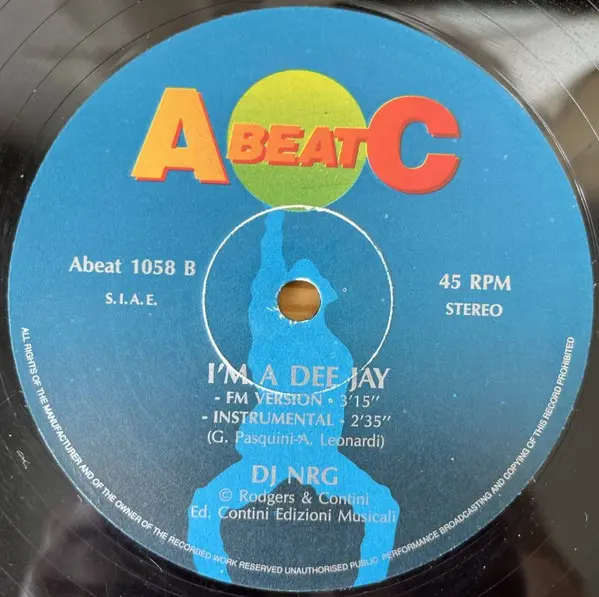 A BEAT C
Abeat 1058 B
S.I.A.E.
45 RPM
STEREO
I'M A DEE JAY
- FM VERSION - 3'15"
- INSTRUMENTAL - 2'35"
(G. Pasquini-A. Leonardi)
DJ NRG
© Rodgers & Contini
Ed. Contini Edizioni Musicali
ALL RIGHTS OF THE MANUFACTURER AND OF THE OWNER OF THE RECORDED WORK RESERVED UNAUTHORISED PUBLIC PERFORMANCE BROADCASTING AND COPYING OF THIS RECORD PROHIBITED